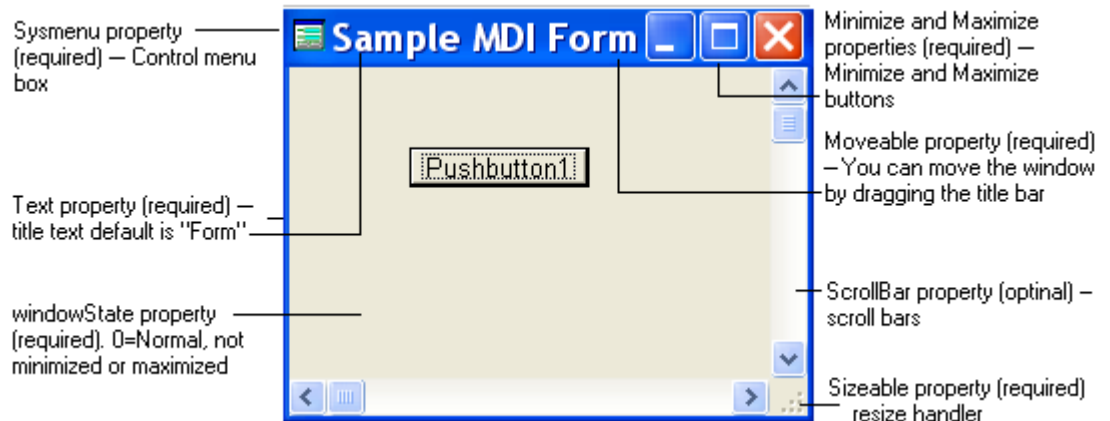 Sysmenu property
(required) – Control menu
box
Sample MDI Form
Minimize and Maximize
properties (required) –
Minimize and Maximize
buttons
Pushbutton1
Moveable property (required)
– You can move the window
by dragging the title bar
Text property (required) –
title text default is "Form"
windowState property
(required). 0=Normal, not
minimized or maximized
ScrollBar property (optinal) –
scroll bars
Sizeable property (required)
resize handler